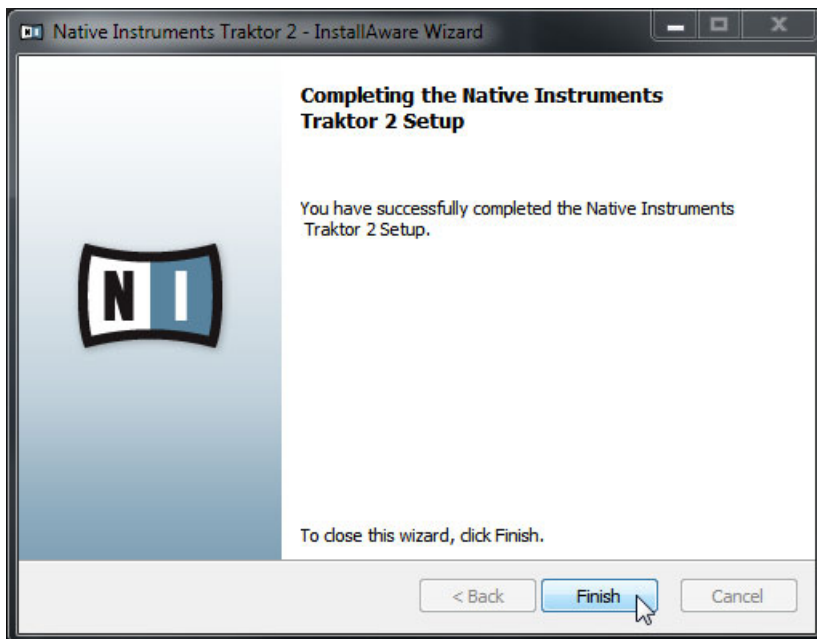 Native Instruments Traktor 2 - InstallAware Wizard
Completing the Native Instruments
Traktor 2 Setup
You have successfully completed the Native Instruments
Traktor 2 Setup.
N I
To close this wizard, click Finish.
< Back Finish Cancel